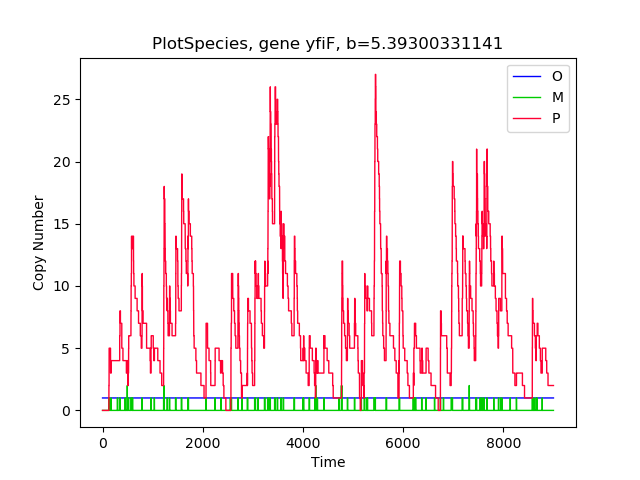 PlotSpecies, gene yfiF, b=5.39300331141
O
M
P
25
20
15
10
5
0
Copy Number
0 2000 4000 6000 8000
Time